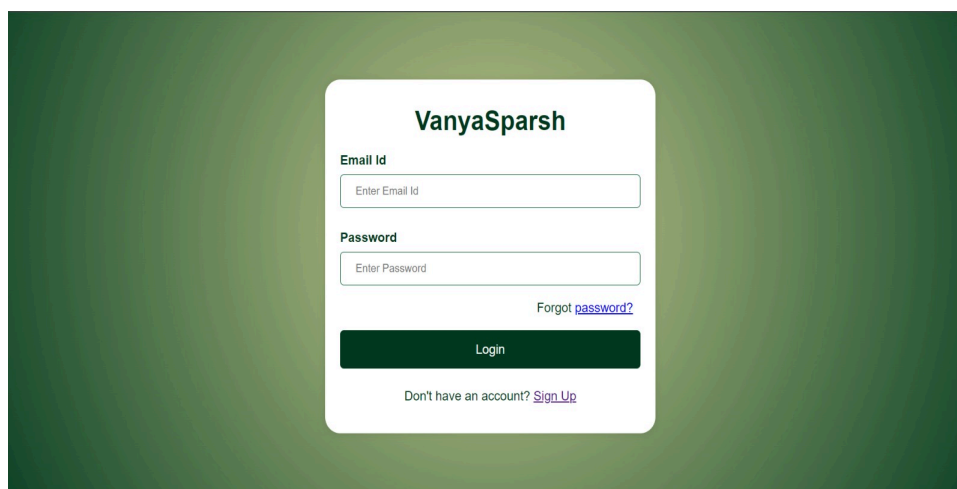 VanyaSparsh
Email Id
Enter Email Id
Password
Enter Password
Forgot password?
Login
Don't have an account? Sign Up